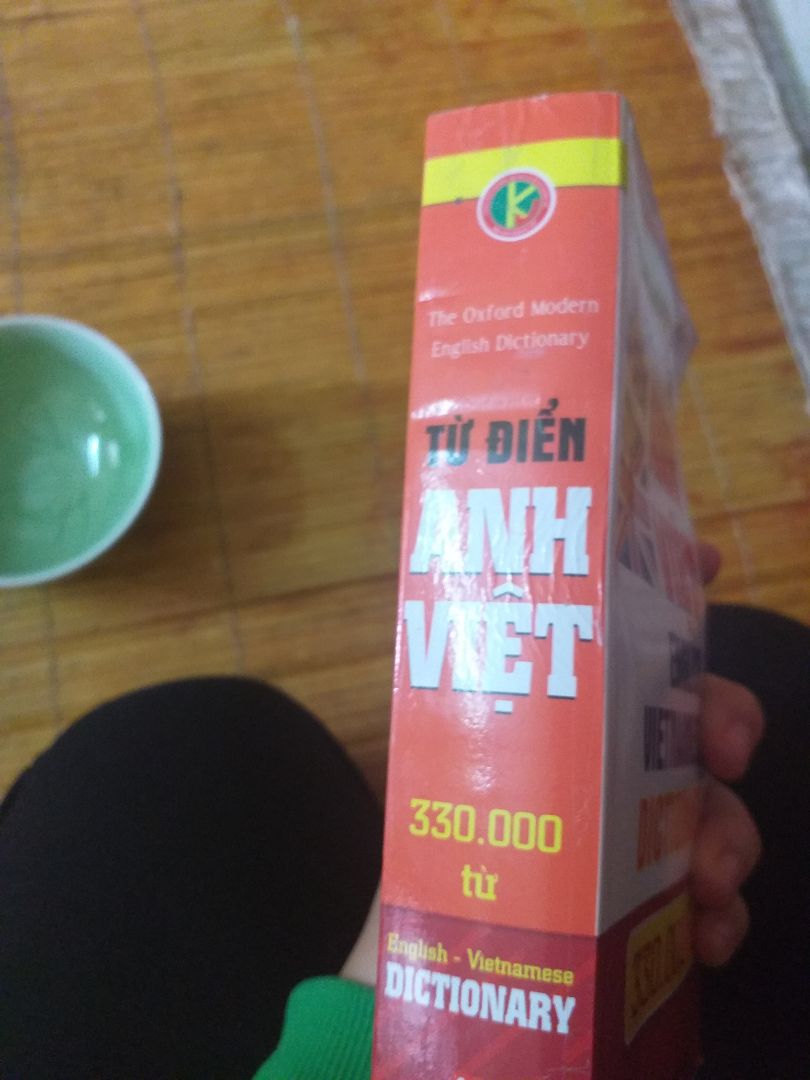 The Oxford Modern
English Dictionary
TỪ ĐIỂN
ANH
VIỆT
330.000
từ
English - Vietnamese
DICTIONARY